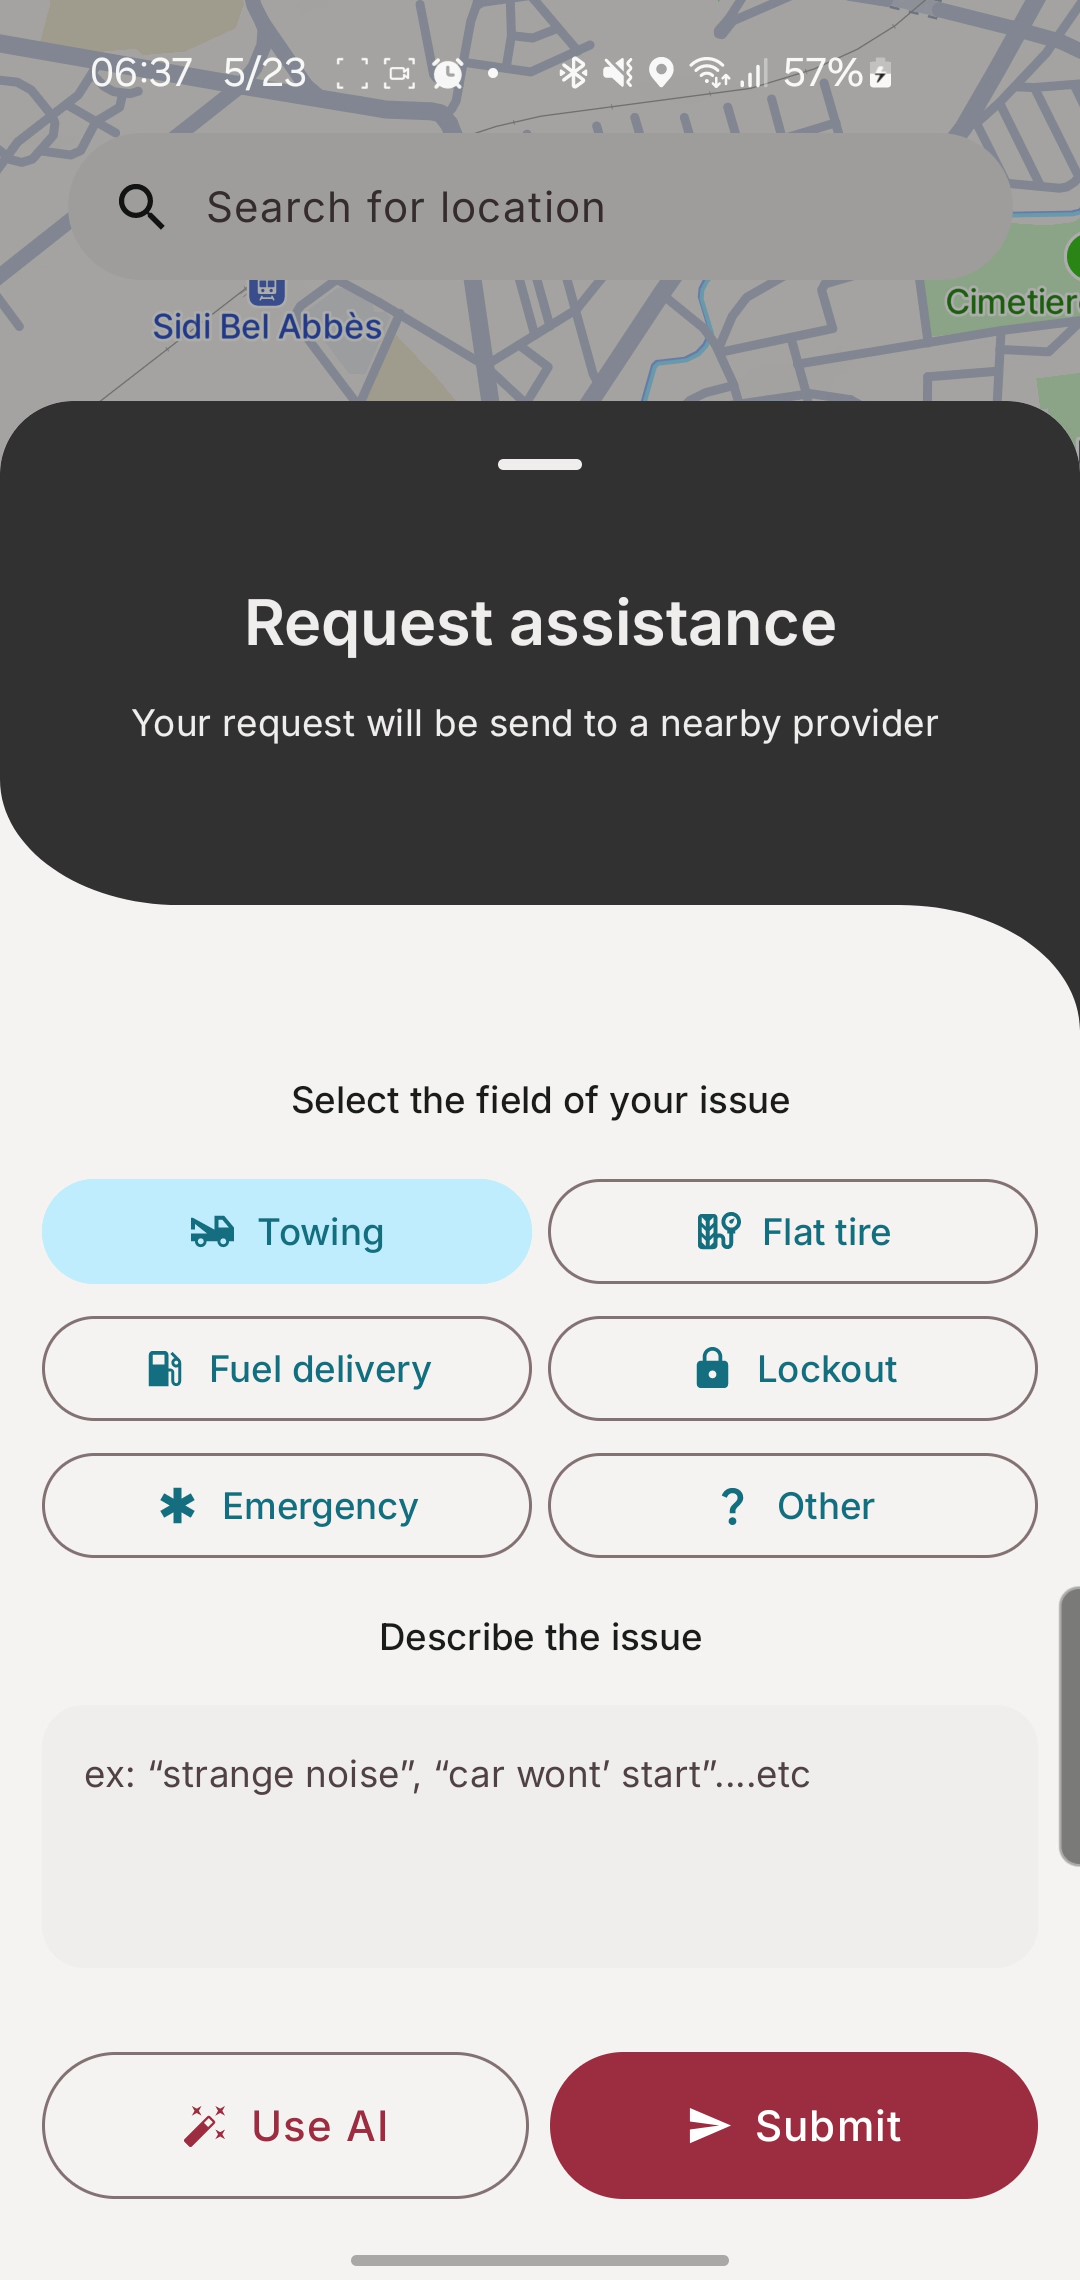 06:37 5/23 57%
Search for location
Sidi Bel Abbès
Cimetier
Request assistance
Your request will be send to a nearby provider
Select the field of your issue
Towing
Flat tire
Fuel delivery
Lockout
Emergency
Other
Describe the issue
ex: “strange noise”, “car wont’ start”....etc
Use AI
Submit